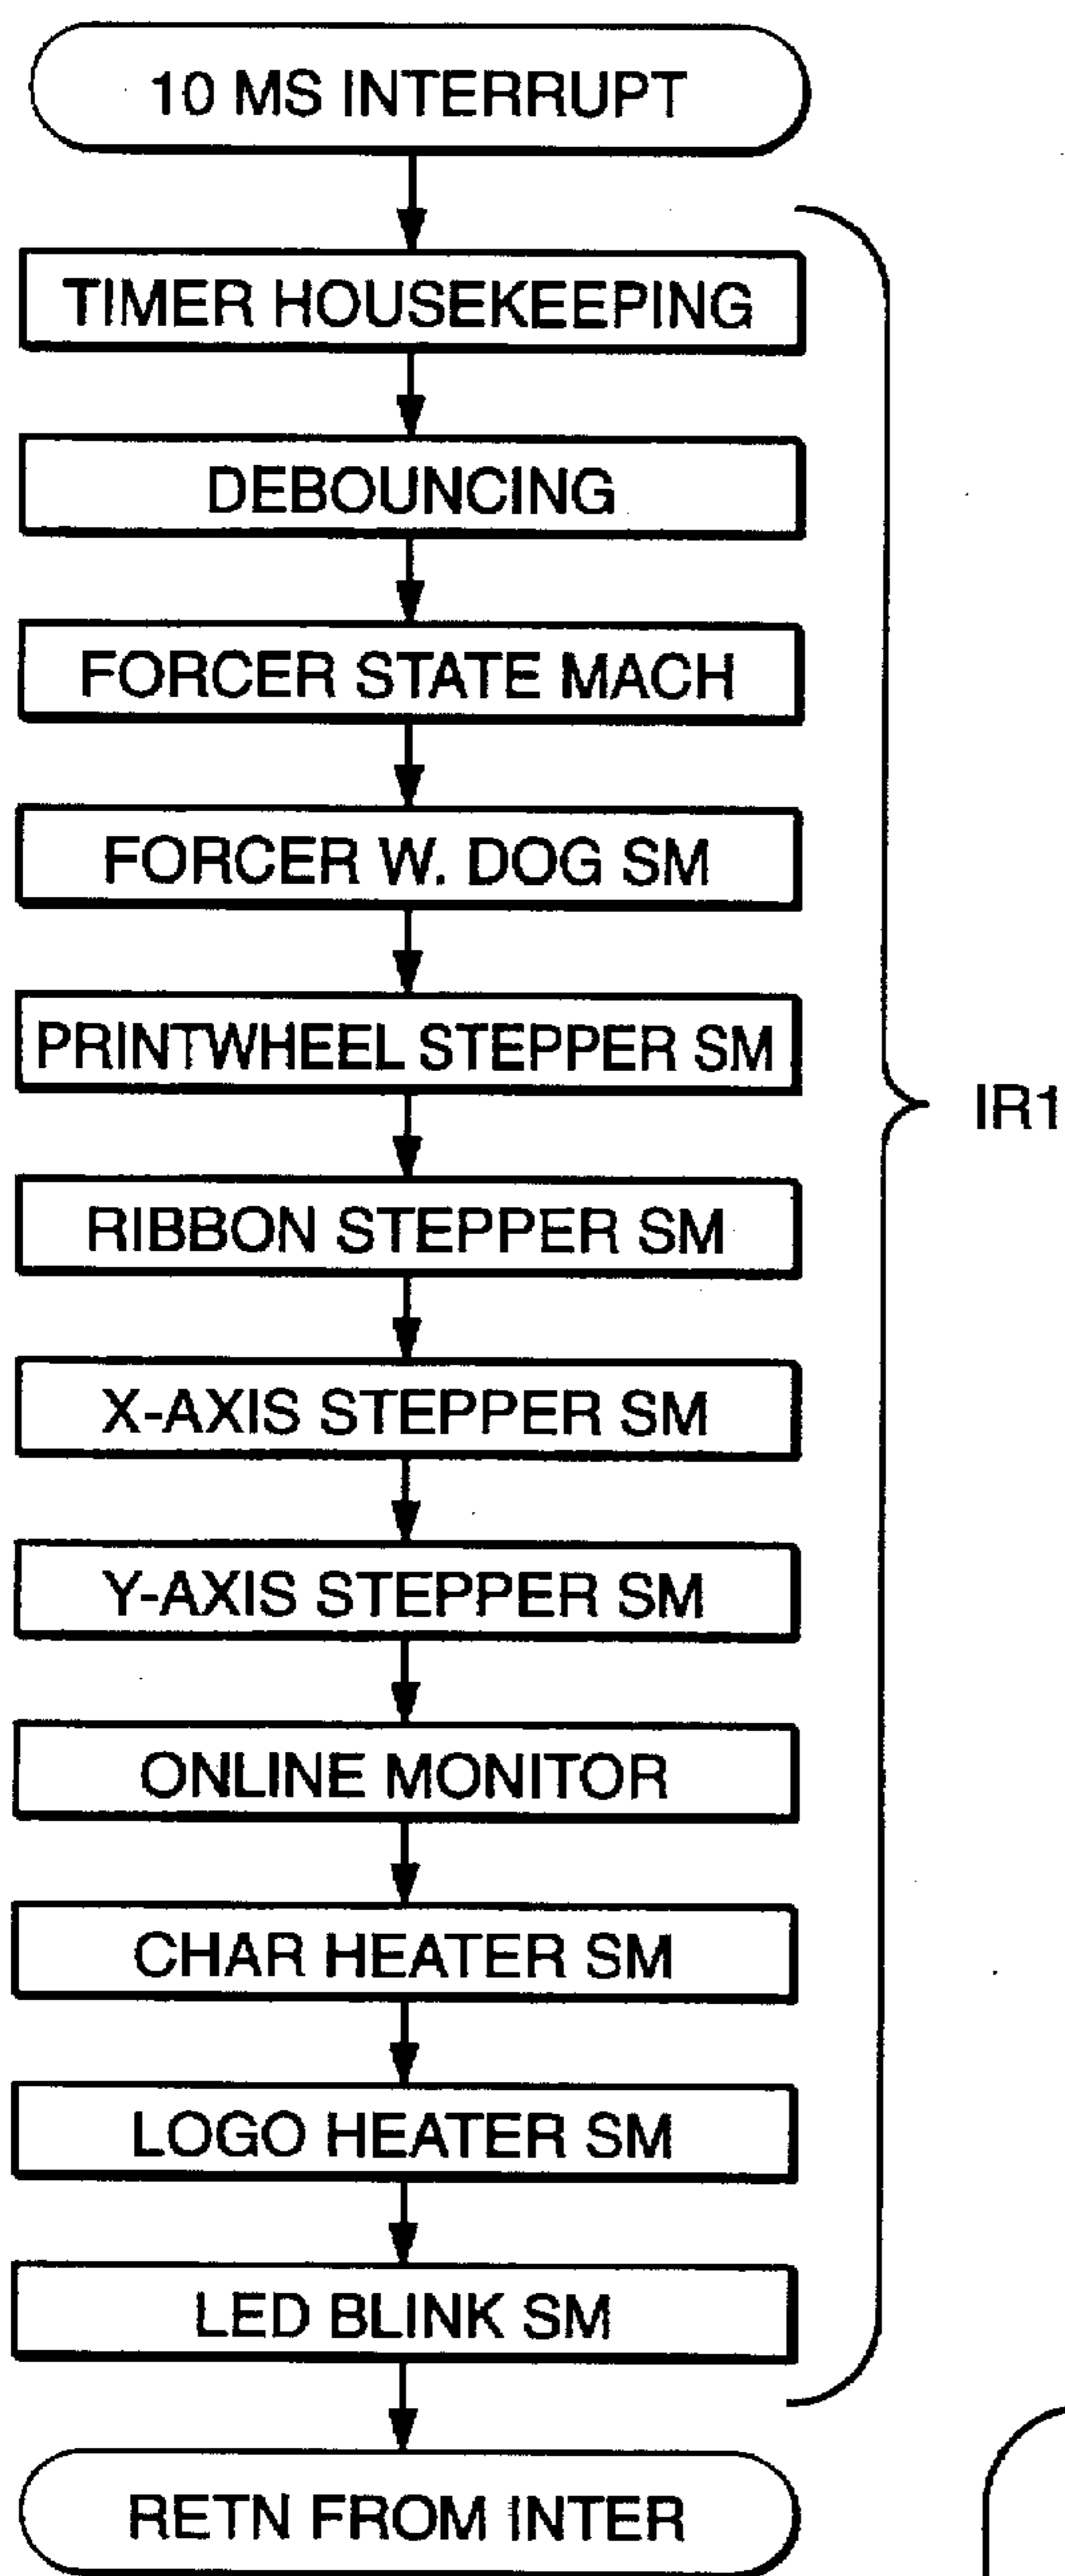 10 MS INTERRUPT
TIMER HOUSEKEEPING
DEBOUNCING
FORCER STATE MACH
FORCER W. DOG SM
PRINTWHEEL STEPPER SM
IR1
RIBBON STEPPER SM
X-AXIS STEPPER SM
Y-AXIS STEPPER SM
ONLINE MONITOR
CHAR HEATER SM
LOGO HEATER SM
LED BLINK SM
RETN FROM INTER